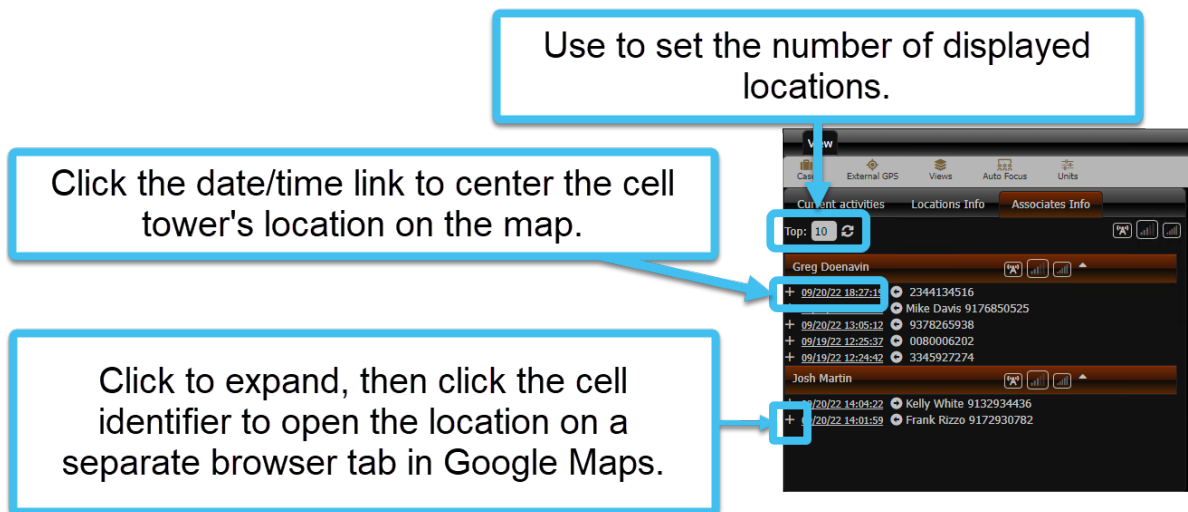 Use to set the number of displayed
locations.
Click the date/time link to center the cell
tower's location on the map.
Click to expand, then click the cell
identifier to open the location on a
separate browser tab in Google Maps.
View
External GPS Views Auto Focus Units
Current activities Locations Info Associates Info
Top: 10
Greg Doenavin
+ 09/20/22 18:27:19 2344134516
Mike Davis 9176850525
+ 09/20/22 13:05:12 9378265938
+ 09/19/22 12:25:37 0080006202
+ 09/19/22 12:24:42 3345927274
Josh Martin
+ 09/20/22 14:04:22 Kelly White 9132934436
+ 09/20/22 14:01:59 Frank Rizzo 9172930782